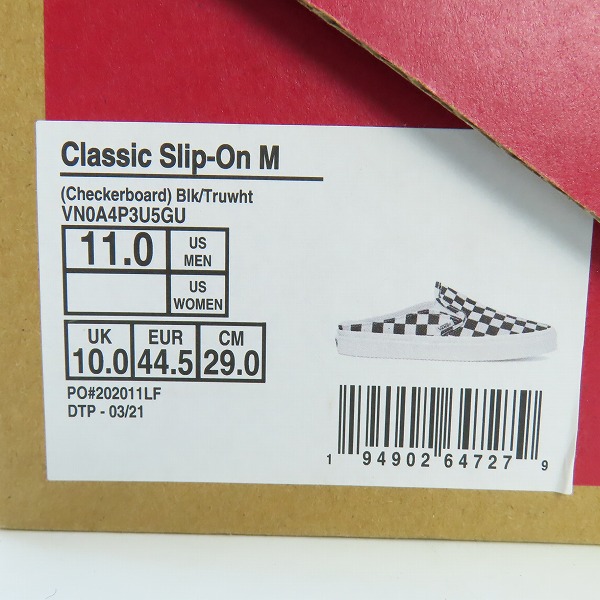 Classic Slip-On M
(Checkerboard) Blk/Truwht
VN0A4P3U5GU
11.0 US MEN
US WOMEN
UK EUR CM
10.0 44.5 29.0
PO#202011LF
DTP - 03/21
1 94902 64727 9